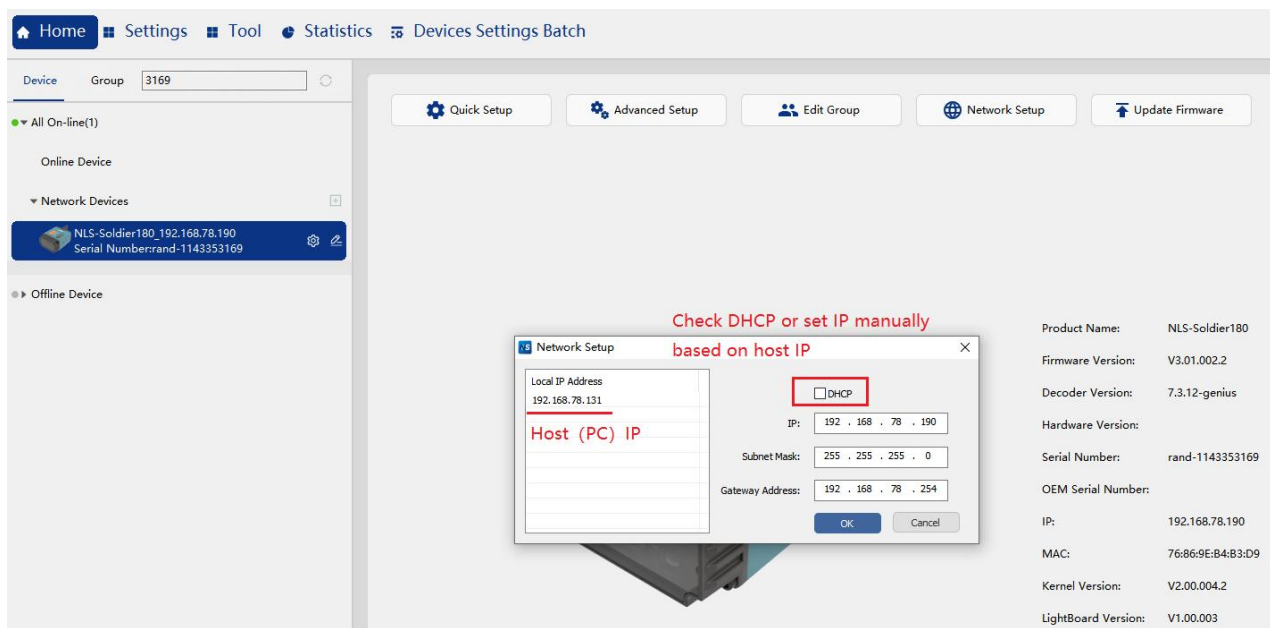 Home Settings Tool Statistics Devices Settings Batch
Device Group 3169
Quick Setup Advanced Setup Edit Group Network Setup Update Firmware
All On-line(1)
Online Device
Network Devices
NLS-Soldier180_192.168.78.190
Serial Number:rand-1143353169
Offline Device
Check DHCP or set IP manually
based on host IP
NS Network Setup
Local IP Address
192.168.78.131
Host (PC) IP
DHCP
IP: 192 . 168 . 78 . 190
Subnet Mask: 255 . 255 . 255 . 0
Gateway Address: 192 . 168 . 78 . 254
OK Cancel
Product Name: NLS-Soldier180
Firmware Version: V3.01.002.2
Decoder Version: 7.3.12-genius
Hardware Version:
Serial Number: rand-1143353169
OEM Serial Number:
IP: 192.168.78.190
MAC: 76:86:9E:B4:B3:D9
Kernel Version: V2.00.004.2
LightBoard Version: V1.00.003